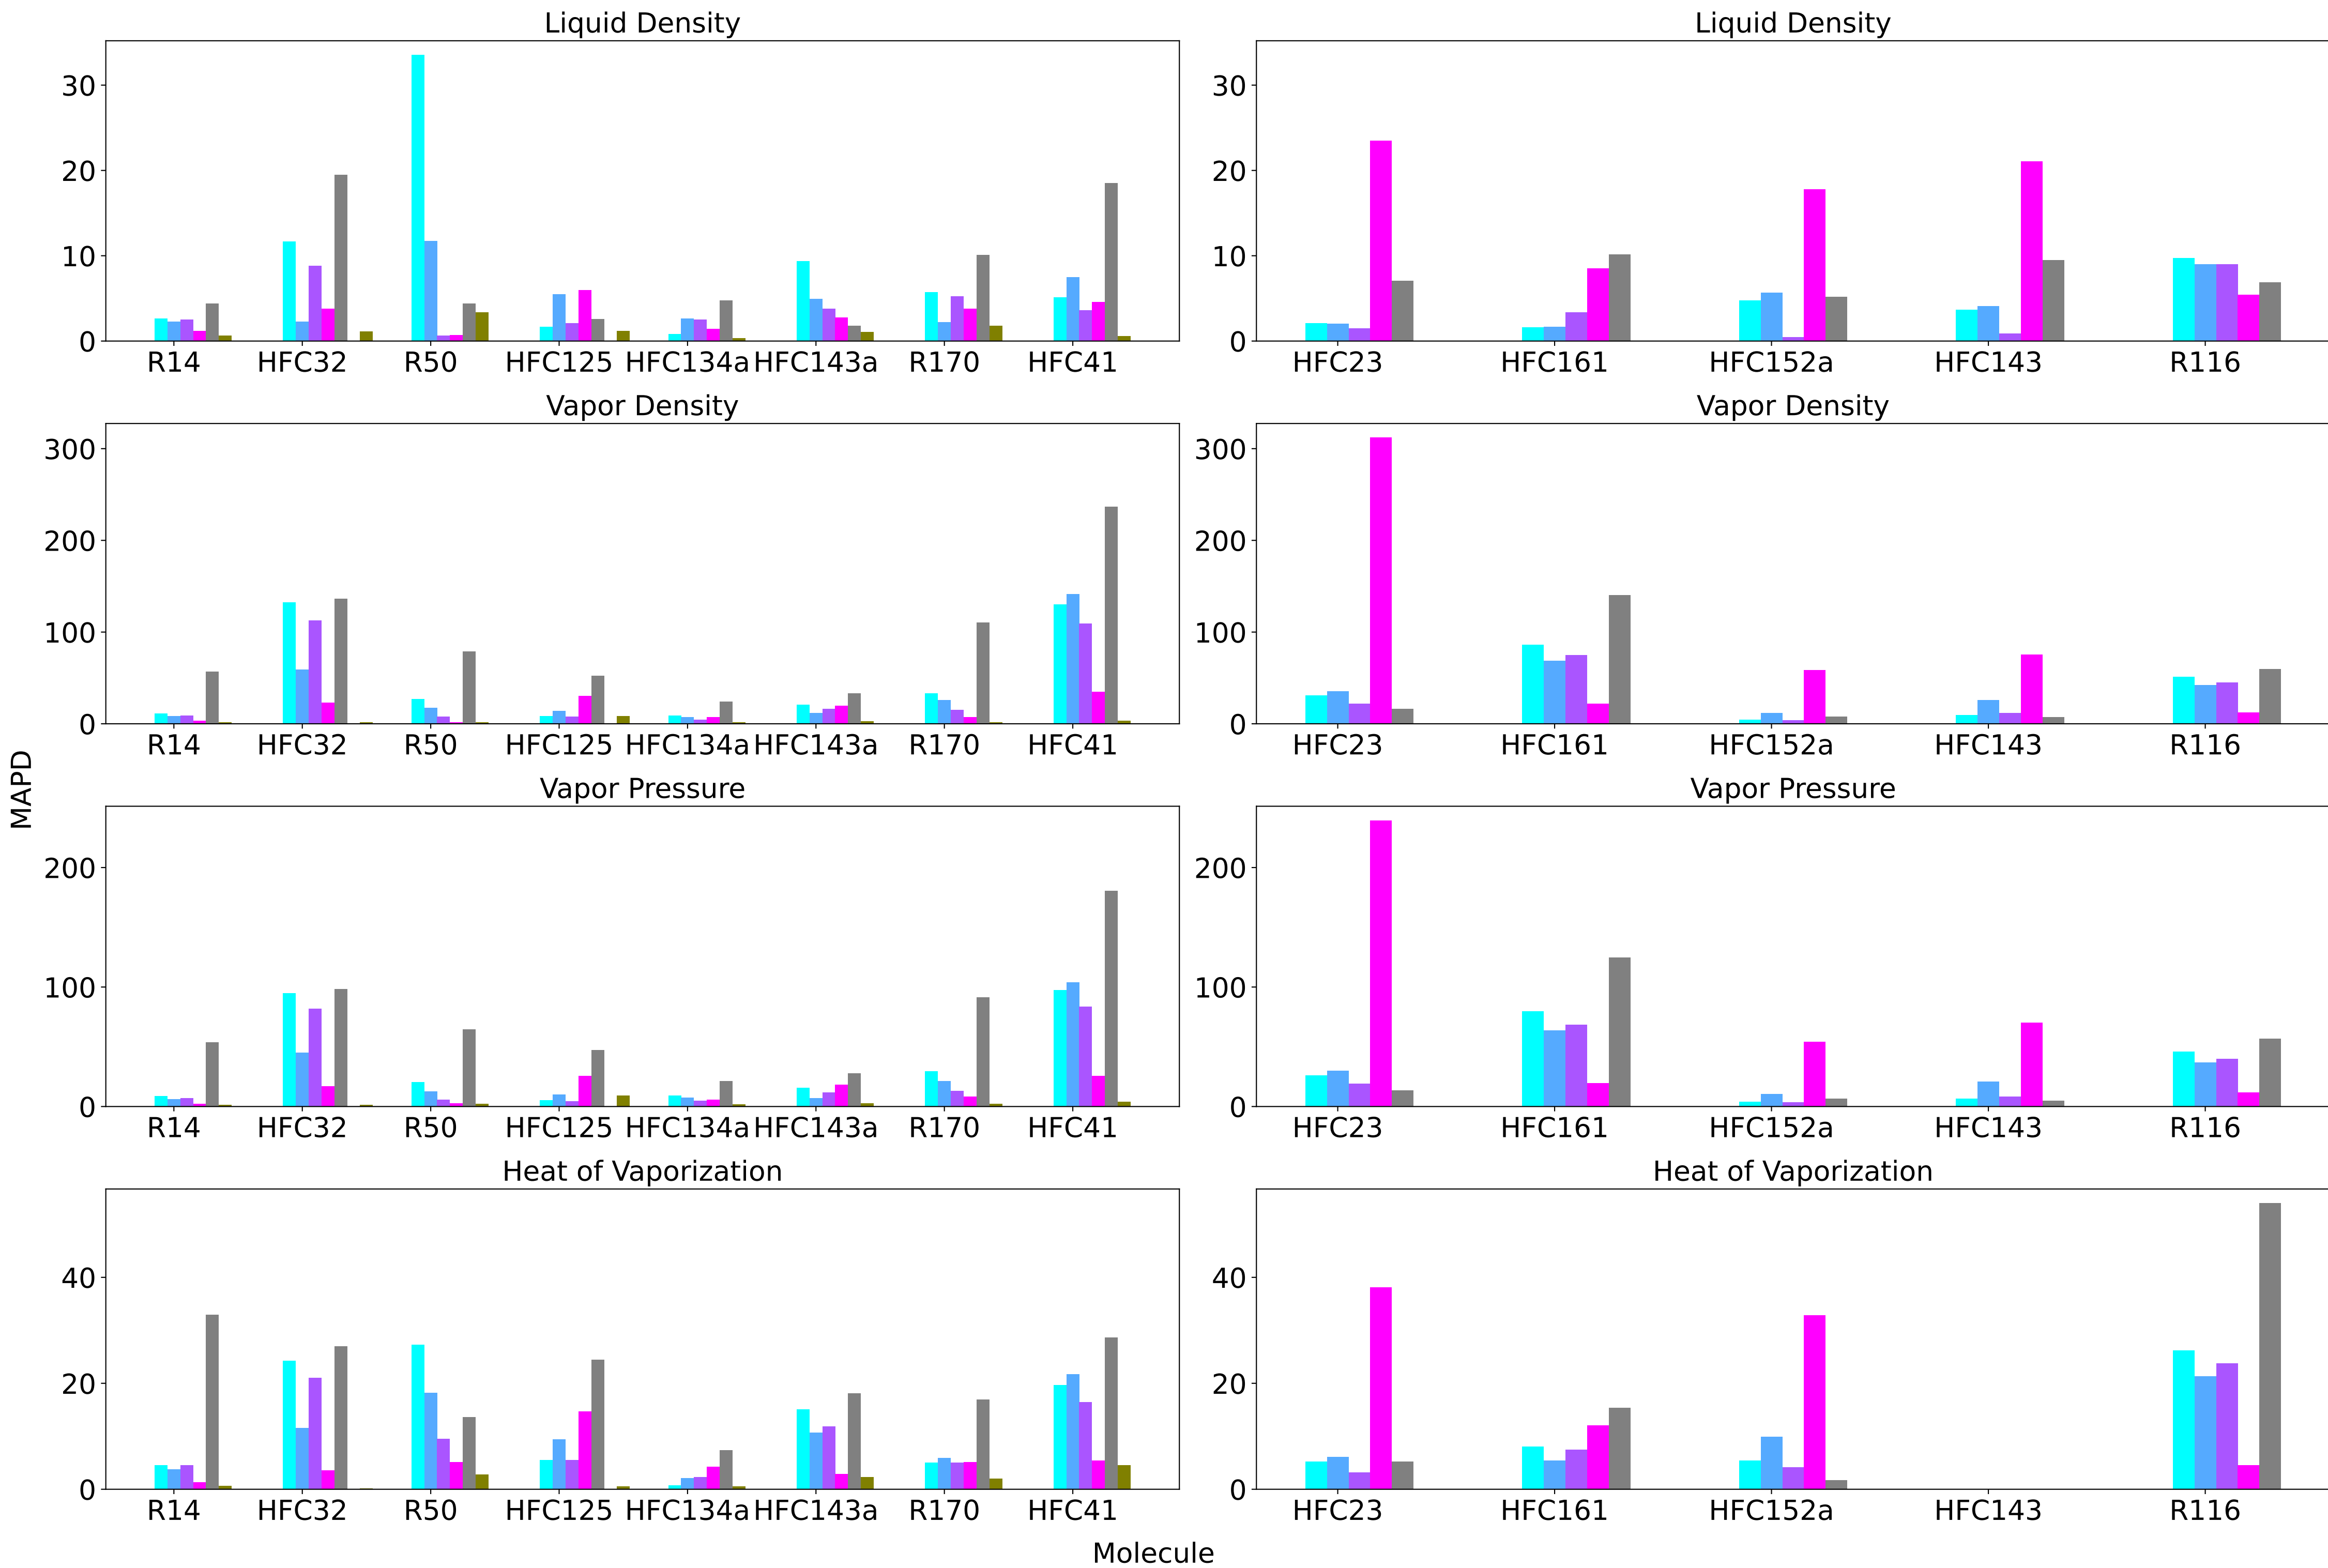 Liquid Density
30
20
10
0
R14 HFC32 R50 HFC125 HFC134a HFC143a R170 HFC41
Liquid Density
30
20
10
0
HFC23 HFC161 HFC152a HFC143 R116
Vapor Density
300
200
100
0
R14 HFC32 R50 HFC125 HFC134a HFC143a R170 HFC41
Vapor Density
300
200
100
0
HFC23 HFC161 HFC152a HFC143 R116
MAPD
Vapor Pressure
200
100
0
R14 HFC32 R50 HFC125 HFC134a HFC143a R170 HFC41
Vapor Pressure
200
100
0
HFC23 HFC161 HFC152a HFC143 R116
Heat of Vaporization
40
20
0
R14 HFC32 R50 HFC125 HFC134a HFC143a R170 HFC41
Heat of Vaporization
40
20
0
HFC23 HFC161 HFC152a HFC143 R116
Molecule